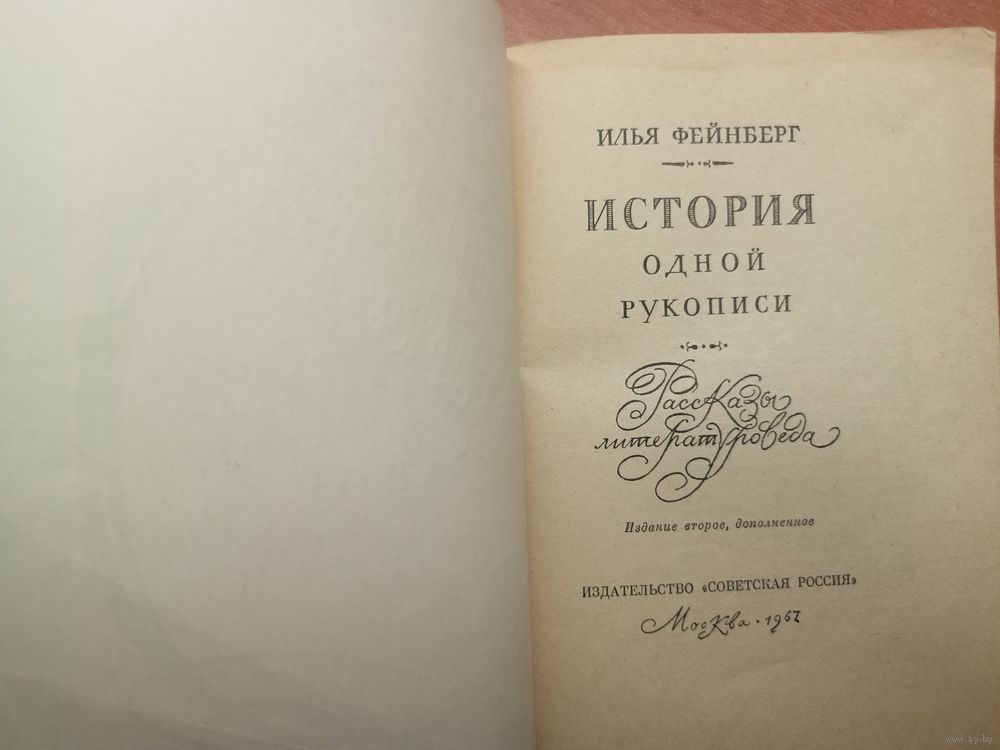 ИЛЬЯ ФЕЙНБЕРГ
ИСТОРИЯ
ОДНОЙ
РУКОПИСИ
Рассказы
литературоведа
Издание второе, дополненное
ИЗДАТЕЛЬСТВО «СОВЕТСКАЯ РОССИЯ»
Москва · 1967
www.ay.by